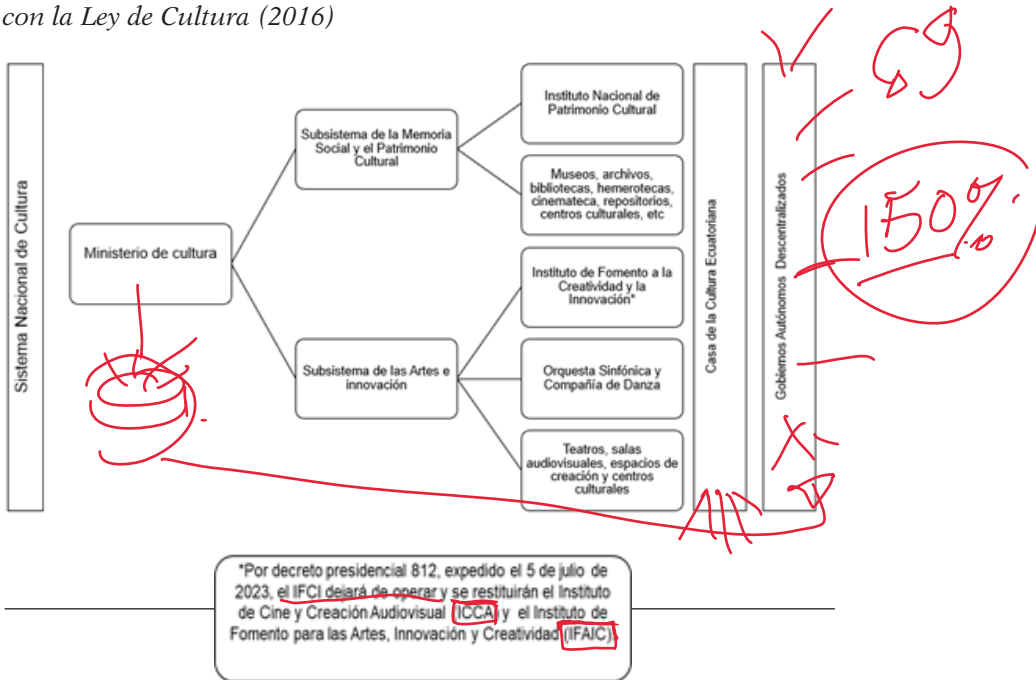 con la Ley de Cultura (2016)
Sistema Nacional de Cultura
Ministerio de cultura
Subsistema de la Memoria
Social y el Patrimonio
Cultural
Subsistema de las Artes e
innovación
Instituto Nacional de
Patrimonio Cultural
Museos, archivos,
bibliotecas, hemerotecas,
cinemateca, repositorios,
centros culturales, etc
Instituto de Fomento a la
Creatividad y la
Innovación*
Orquesta Sinfónica y
Compañía de Danza
Teatros, salas
audiovisuales, espacios de
creación y centros
culturales
Casa de la Cultura Ecuatoriana
Gobiernos Autónomos Descentralizados
150%
*Por decreto presidencial 812, expedido el 5 de julio de
2023, el IFCI dejará de operar y se restituirán el Instituto
de Cine y Creación Audiovisual (ICCA) y el Instituto de
Fomento para las Artes, Innovación y Creatividad (IFAIC).